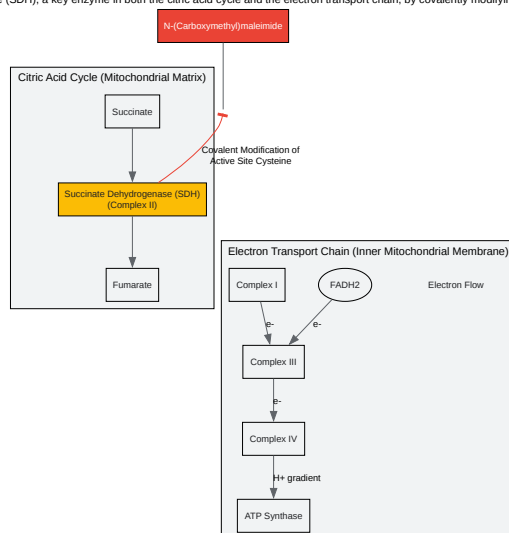 (SDH), a key enzyme in both the citric acid cycle and the electron transport chain, by covalently modifying
N-(Carboxymethyl)maleimide
Citric Acid Cycle (Mitochondrial Matrix)
Succinate
Covalent Modification of
Active Site Cysteine
Succinate Dehydrogenase (SDH)
(Complex II)
Fumarate
Electron Transport Chain (Inner Mitochondrial Membrane)
Complex I
FADH2
Electron Flow
e-
e-
Complex III
e-
Complex IV
H+ gradient
ATP Synthase